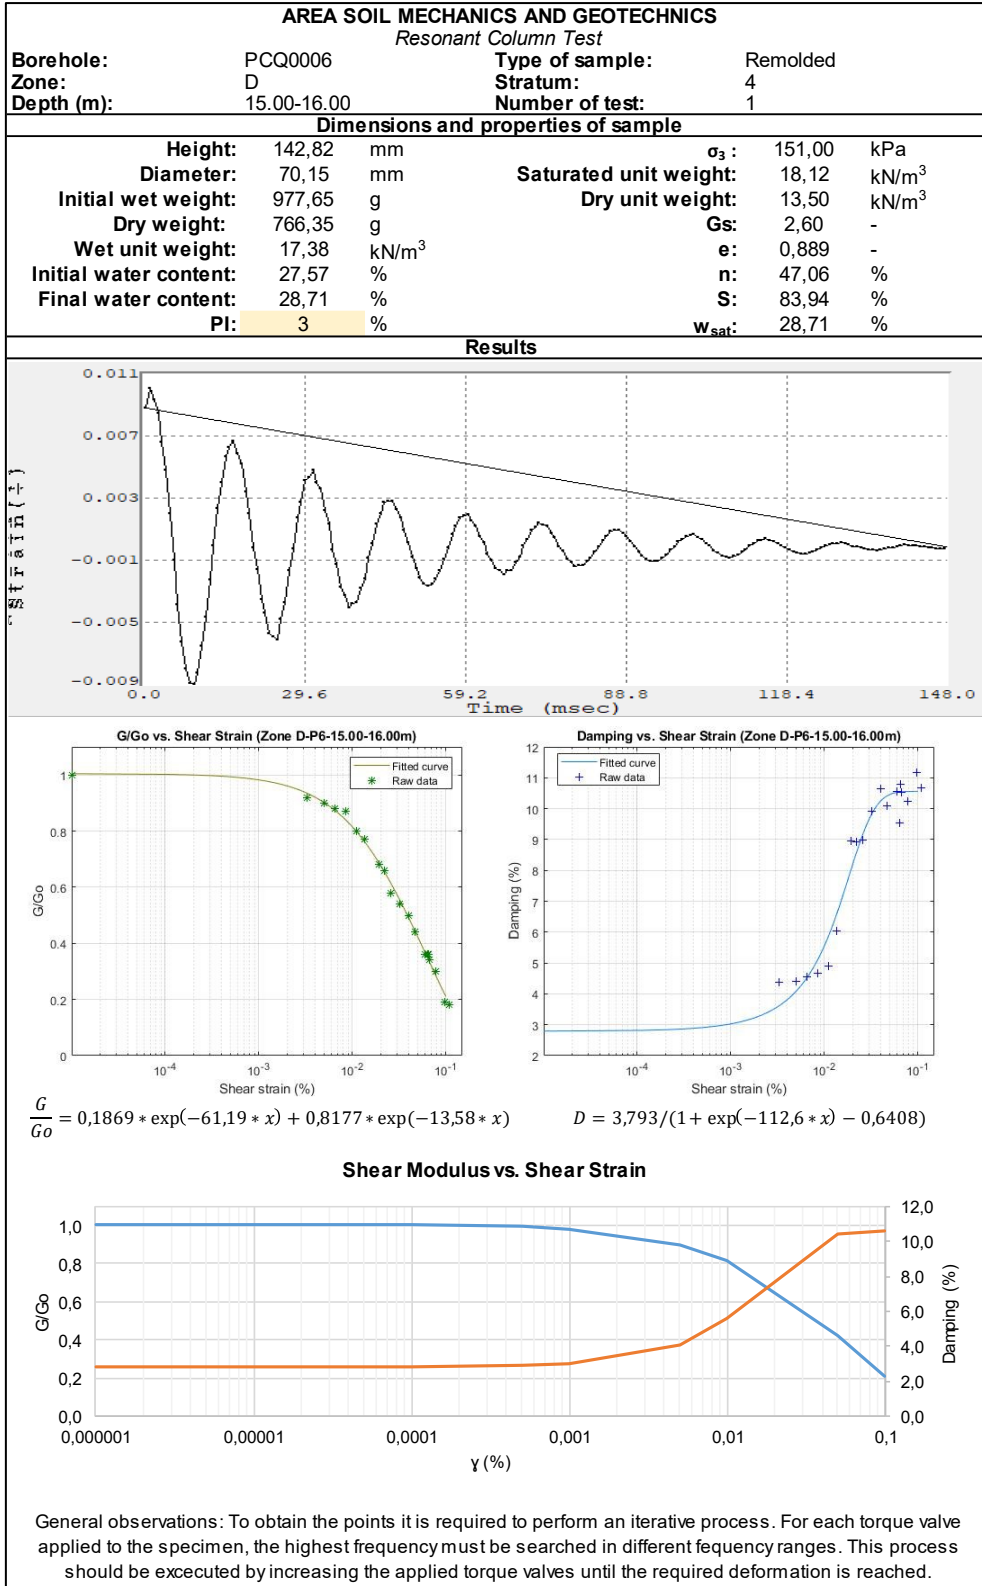 AREA SOIL MECHANICS AND GEOTECHNICS
Resonant Column Test
Borehole: PCQ0006 Type of sample: Remolded
Zone: D Stratum: 4
Depth (m): 15.00-16.00 Number of test: 1
Dimensions and properties of sample
Height: 142,82 mm σ3 : 151,00 kPa
Diameter: 70,15 mm Saturated unit weight: 18,12 kN/m3
Initial wet weight: 977,65 g Dry unit weight: 13,50 kN/m3
Dry weight: 766,35 g Gs: 2,60 -
Wet unit weight: 17,38 kN/m3 e: 0,889 -
Initial water content: 27,57 % n: 47,06 %
Final water content: 28,71 % S: 83,94 %
PI: 3 % wsat: 28,71 %
Results
0.011
0.007
0.003
-0.001
-0.005
-0.009
Strain
0.0 29.6 59.2 88.8 118.4 148.0
Time (msec)
G/Go vs. Shear Strain (Zone D-P6-15.00-16.00m)
Fitted curve
Raw data
1
0.8
0.6
0.4
0.2
0
G/Go
10-4 10-3 10-2 10-1
Shear strain (%)
Damping vs. Shear Strain (Zone D-P6-15.00-16.00m)
Fitted curve
Raw data
12
11
10
9
8
7
6
5
4
3
2
Damping (%)
10-4 10-3 10-2 10-1
Shear strain (%)
G/Go = 0,1869 * exp(−61,19 * x) + 0,8177 * exp(−13,58 * x)
D = 3,793/(1 + exp(−112,6 * x) − 0,6408)
Shear Modulus vs. Shear Strain
1,0
0,8
0,6
0,4
0,2
0,0
G/Go
12,0
10,0
8,0
6,0
4,0
2,0
0,0
Damping (%)
0,000001 0,00001 0,0001 0,001 0,01 0,1
ɣ (%)
General observations: To obtain the points it is required to perform an iterative process. For each torque valve
applied to the specimen, the highest frequency must be searched in different fequency ranges. This process
should be excecuted by increasing the applied torque valves until the required deformation is reached.